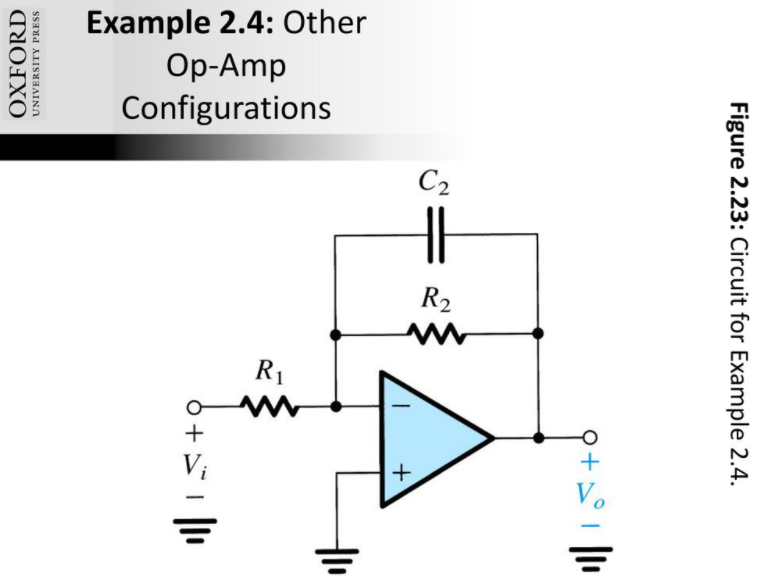 OXFORD
UNIVERSITY PRESS
Example 2.4: Other
Op-Amp
Configurations
Figure 2.23: Circuit for Example 2.4.
C₂
R₂
R₁
−
+
+
Vᵢ
−
+
Vₒ
−